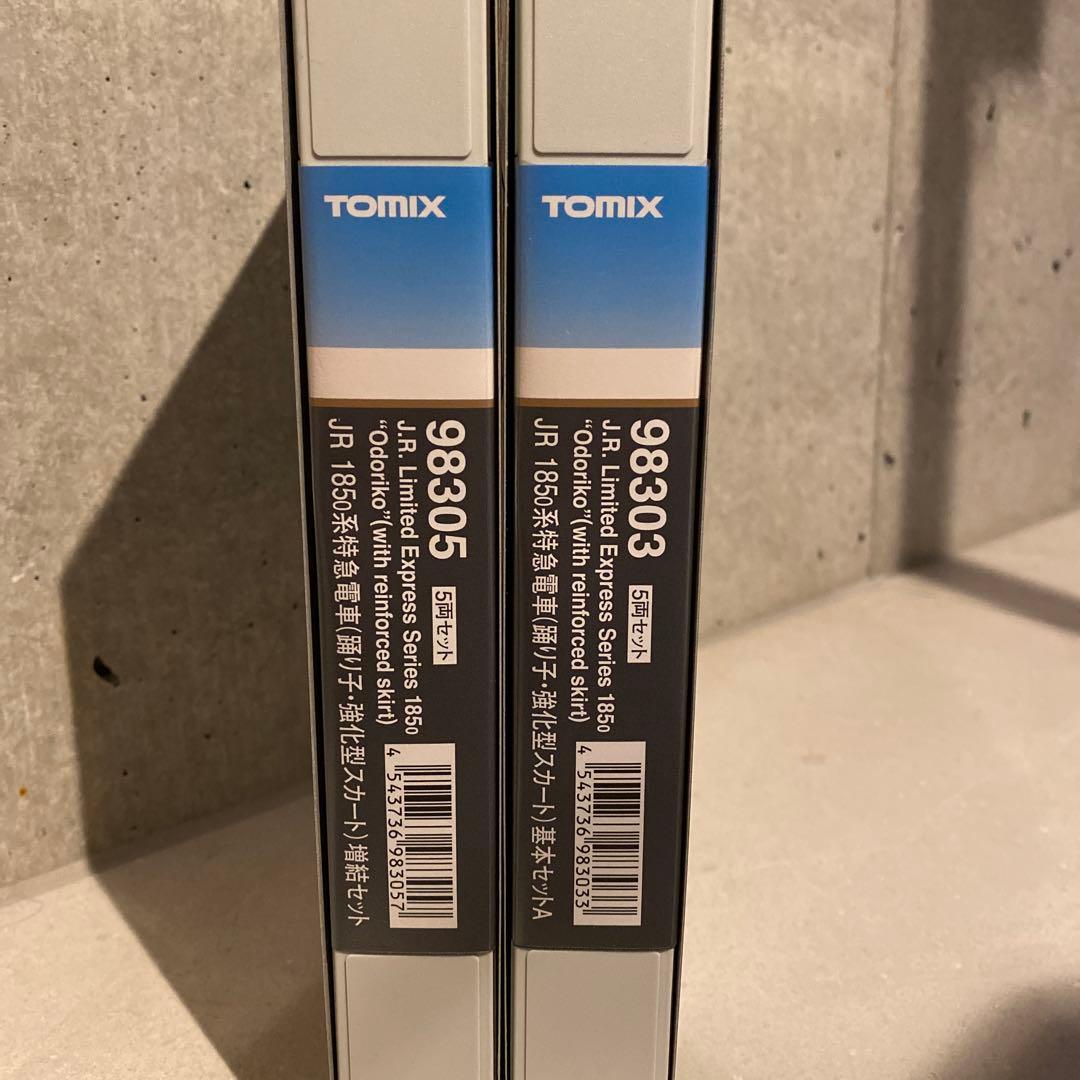 TOMIX
98305 5両セット
J.R. Limited Express Series 185₀
“Odoriko”(with reinforced skirt)
JR 185₀系特急電車(踊り子・強化型スカート)増結セット
4 543736 983057
TOMIX
98303 5両セット
J.R. Limited Express Series 185₀
“Odoriko”(with reinforced skirt)
JR 185₀系特急電車(踊り子・強化型スカート)基本セットA
4 543736 983033